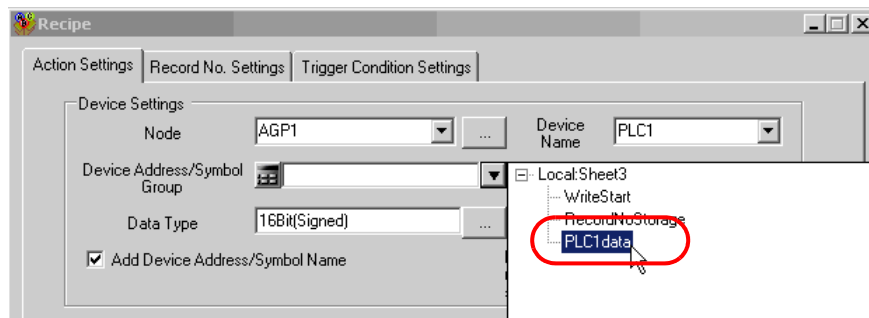 Recipe
Action Settings Record No. Settings Trigger Condition Settings
Device Settings
Node AGP1 ... Device Name PLC1
Device Address/Symbol Group
Local:Sheet3
WriteStart
RecordNoStorage
PLC1data
Data Type 16Bit(Signed) ...
Add Device Address/Symbol Name